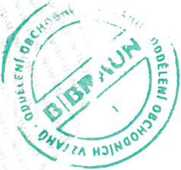 B|BRAUN
ODDĚLENÍ OBCHODNÍCH VZTAHŮ · ODDĚLENÍ OBCHODNÍ